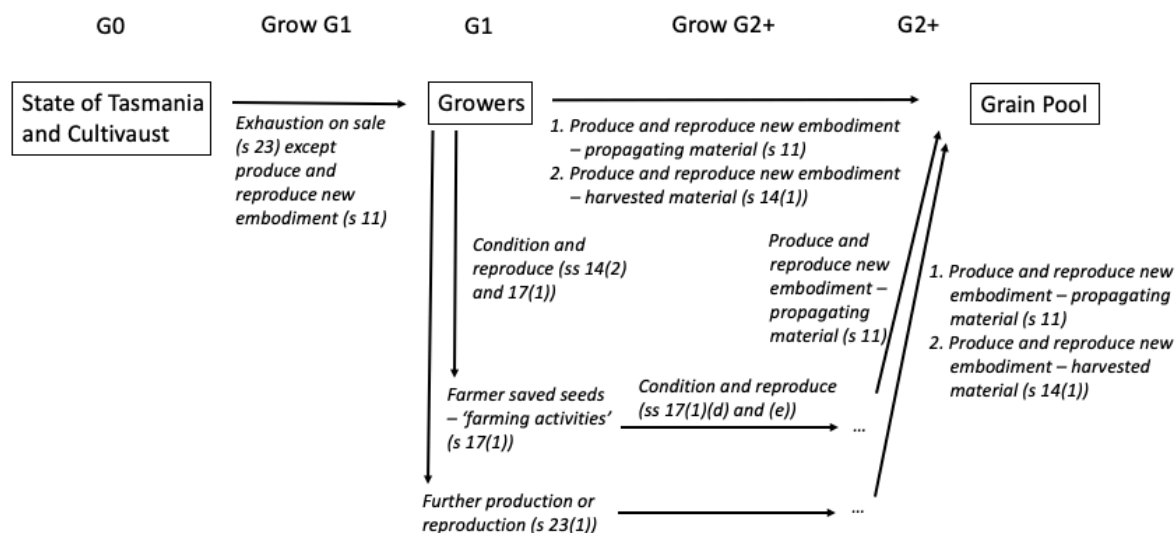 G0
Grow G1
G1
Grow G2+
G2+
State of Tasmania
and Cultivaust
Exhaustion on sale
(s 23) except
produce and
reproduce new
embodiment (s 11)
Growers
1. Produce and reproduce new embodiment
– propagating material (s 11)
2. Produce and reproduce new embodiment
– harvested material (s 14(1))
Grain Pool
Condition and
reproduce (ss 14(2)
and 17(1))
Produce and
reproduce new
embodiment –
propagating
material (s 11)
1. Produce and reproduce new
embodiment – propagating
material (s 11)
2. Produce and reproduce new
embodiment – harvested
material (s 14(1))
Farmer saved seeds
– ‘farming activities’
(s 17(1))
Condition and reproduce
(ss 17(1)(d) and (e))
...
Further production or
reproduction (s 23(1))
...